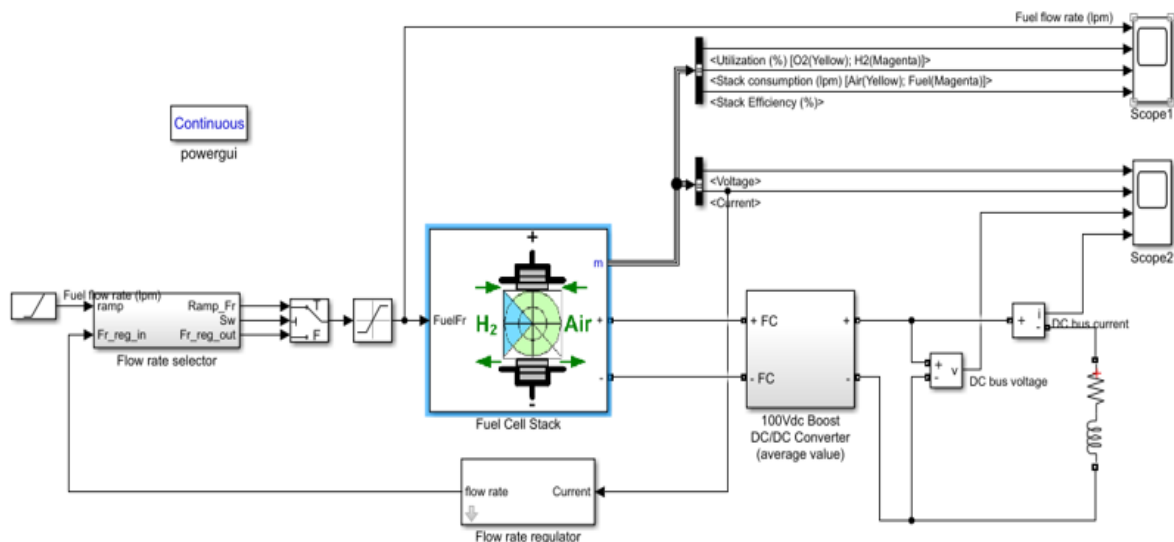 Fuel flow rate (lpm)
<Utilization (%) [O2(Yellow); H2(Magenta)]>
<Stack consumption (lpm) [Air(Yellow; Fuel(Magenta)]>
<Stack Efficiency (%)>
Scope1
Continuous
powergui
<Voltage>
<Current>
Scope2
+
m
Fuel flow rate (lpm)
ramp
Ramp_Fr
Sw
Fr_reg_in
Fr_reg_out
T
F
Flow rate selector
FuelFr
H2
Air
+
-
-
Fuel Cell Stack
+ FC
+
- FC
-
100Vdc Boost
DC/DC Converter
(average value)
+
i
-
DC bus current
+
-
v
DC bus voltage
+
flow rate
Current
Flow rate regulator